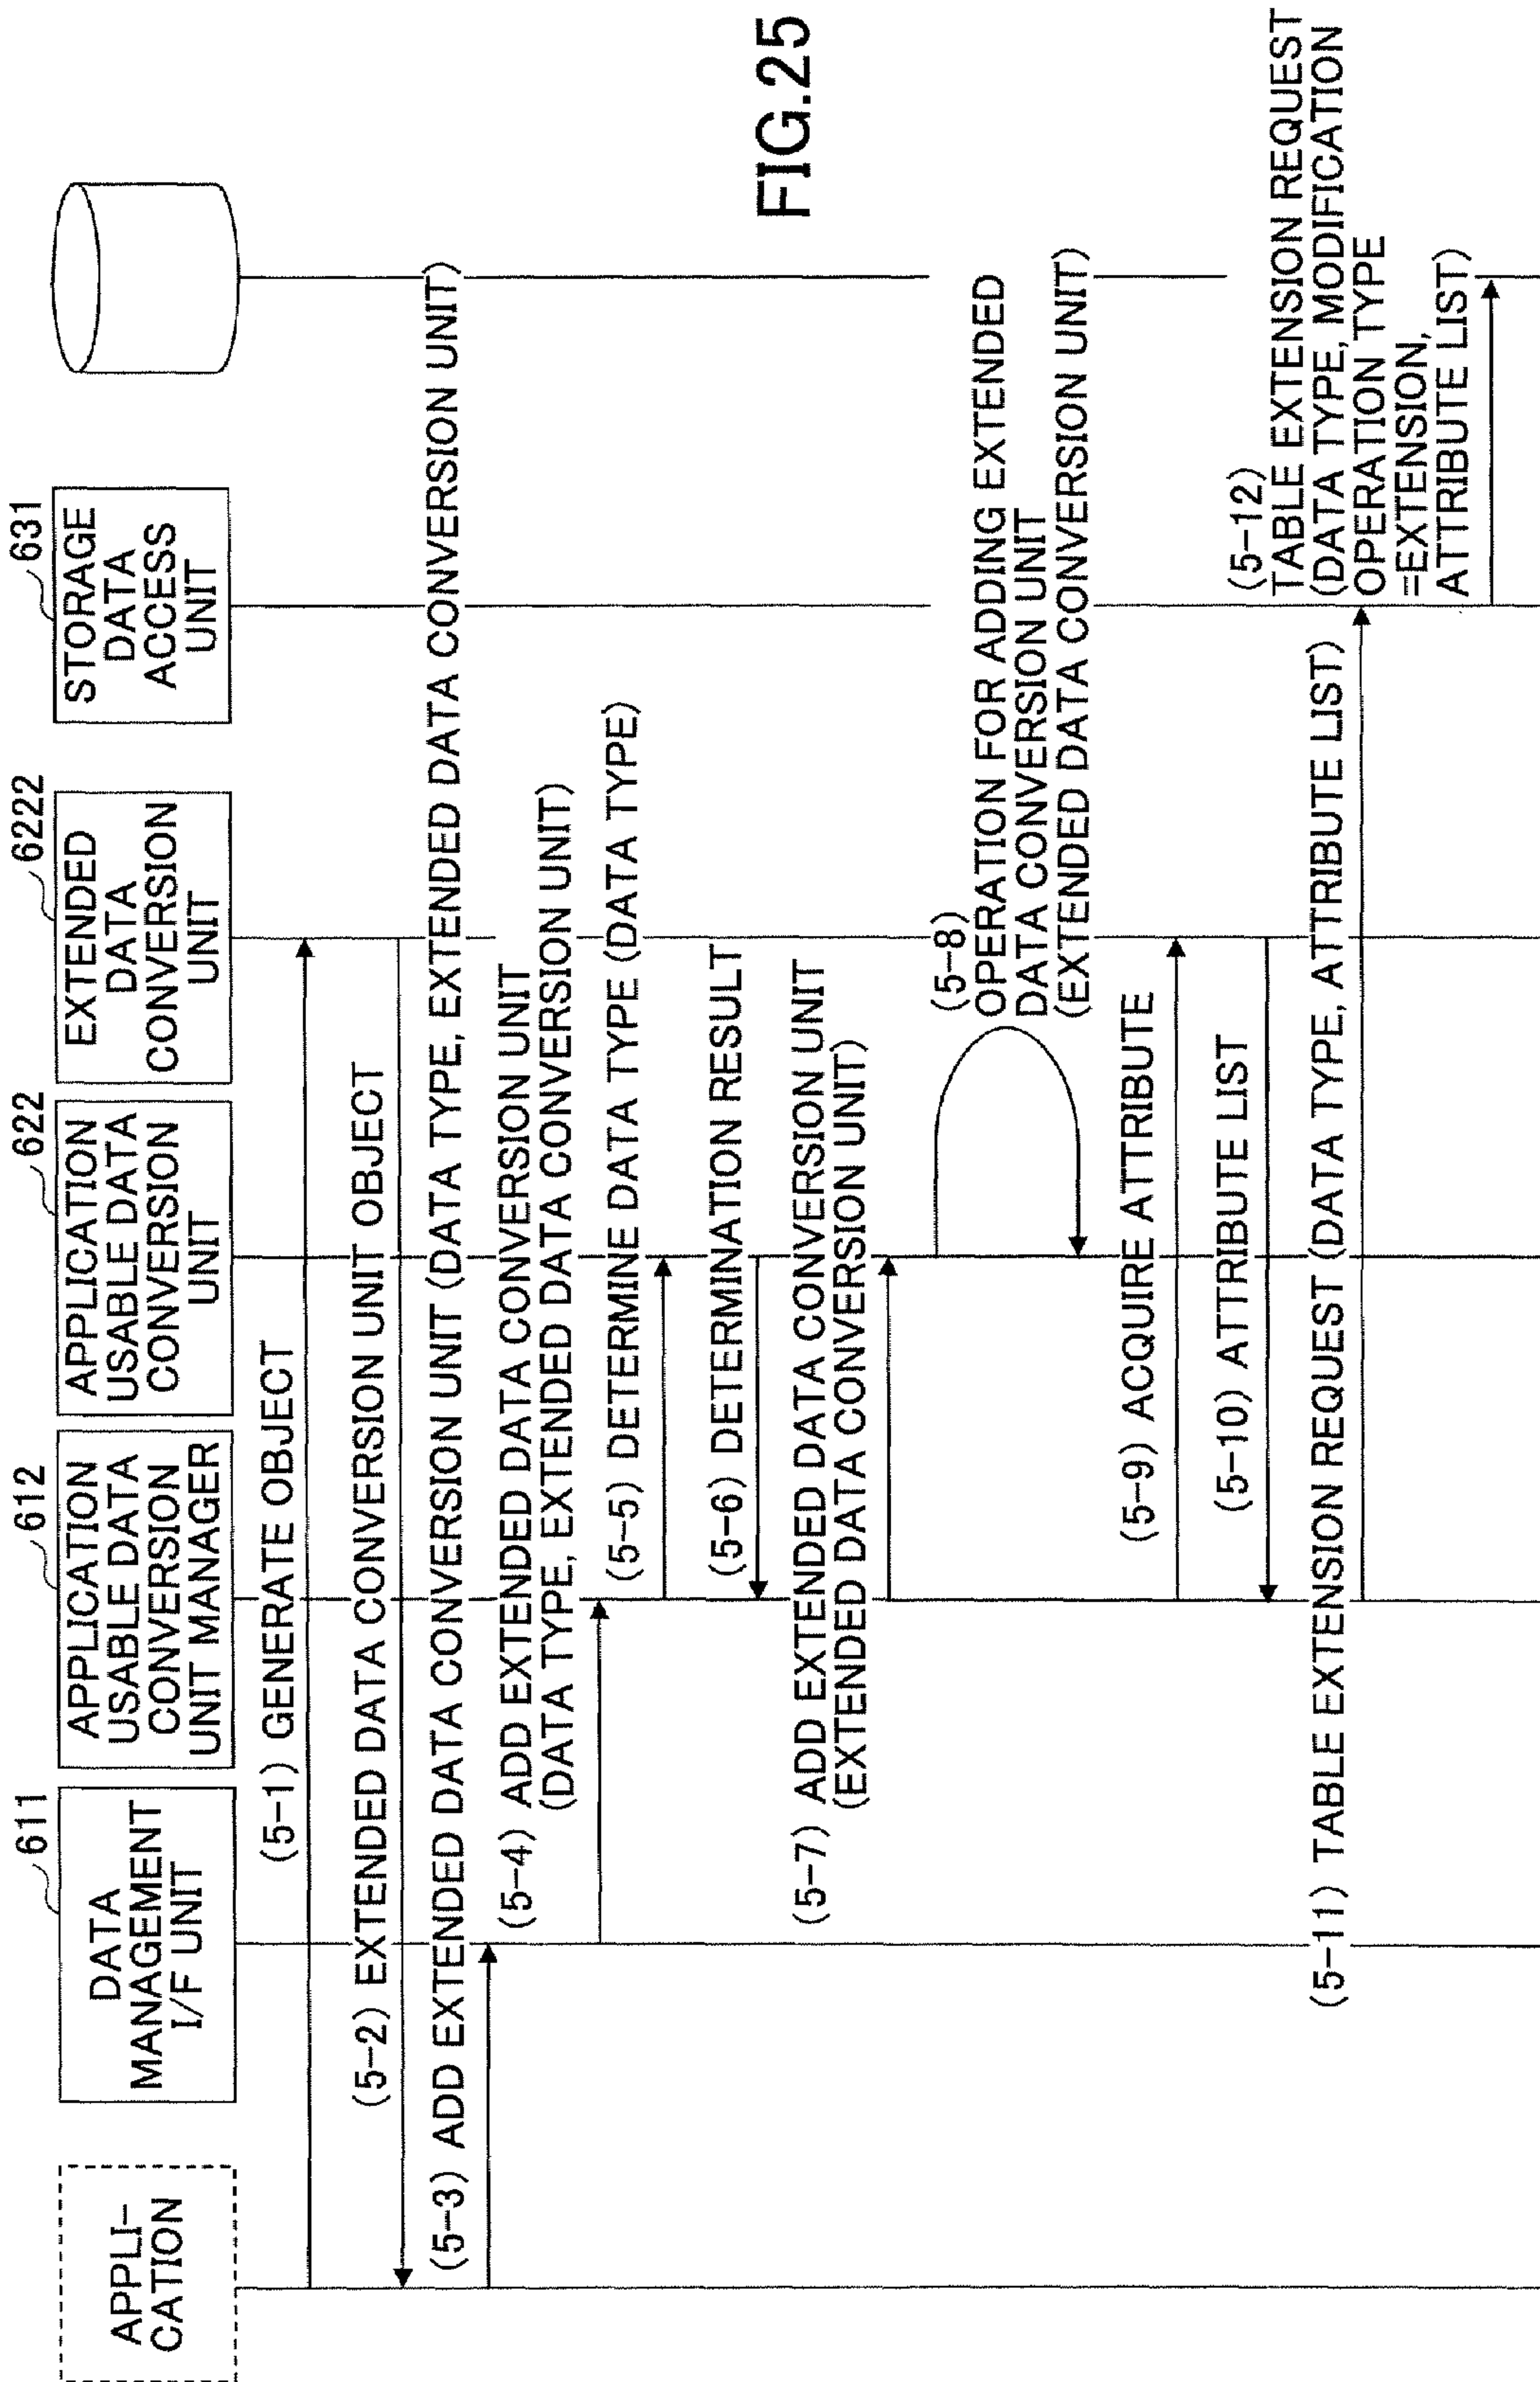 FIG.25
APPLI-
CATION
611
DATA
MANAGEMENT
I/F UNIT
612
APPLICATION
USABLE DATA
CONVERSION
UNIT MANAGER
622
APPLICATION
USABLE DATA
CONVERSION
UNIT
6222
EXTENDED
DATA
CONVERSION
UNIT
631
STORAGE
DATA
ACCESS
UNIT
(5-1) GENERATE OBJECT
(5-2) EXTENDED DATA CONVERSION UNIT OBJECT
(5-3) ADD EXTENDED DATA CONVERSION UNIT (DATA TYPE, EXTENDED DATA CONVERSION UNIT)
(5-4) ADD EXTENDED DATA CONVERSION UNIT
(DATA TYPE, EXTENDED DATA CONVERSION UNIT)
(5-5) DETERMINE DATA TYPE (DATA TYPE)
(5-6) DETERMINATION RESULT
(5-7) ADD EXTENDED DATA CONVERSION UNIT
(EXTENDED DATA CONVERSION UNIT)
(5-8)
OPERATION FOR ADDING EXTENDED
DATA CONVERSION UNIT
(EXTENDED DATA CONVERSION UNIT)
(5-9) ACQUIRE ATTRIBUTE
(5-10) ATTRIBUTE LIST
(5-11) TABLE EXTENSION REQUEST (DATA TYPE, ATTRIBUTE LIST)
(5-12)
TABLE EXTENSION REQUEST
(DATA TYPE, MODIFICATION
OPERATION TYPE
=EXTENSION,
ATTRIBUTE LIST)